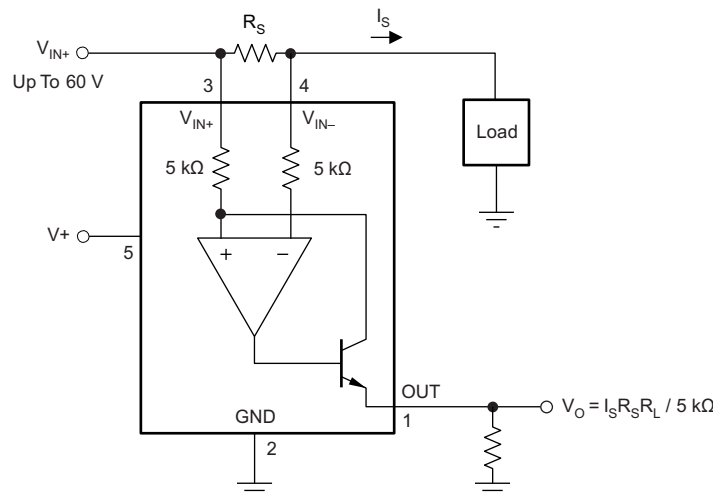 R_S
I_S
V_IN+
Up To 60 V
3
4
V_IN+
V_IN–
5 kΩ
5 kΩ
Load
V+
5
+
–
OUT
1
GND
2
V_O = I_S R_S R_L / 5 kΩ